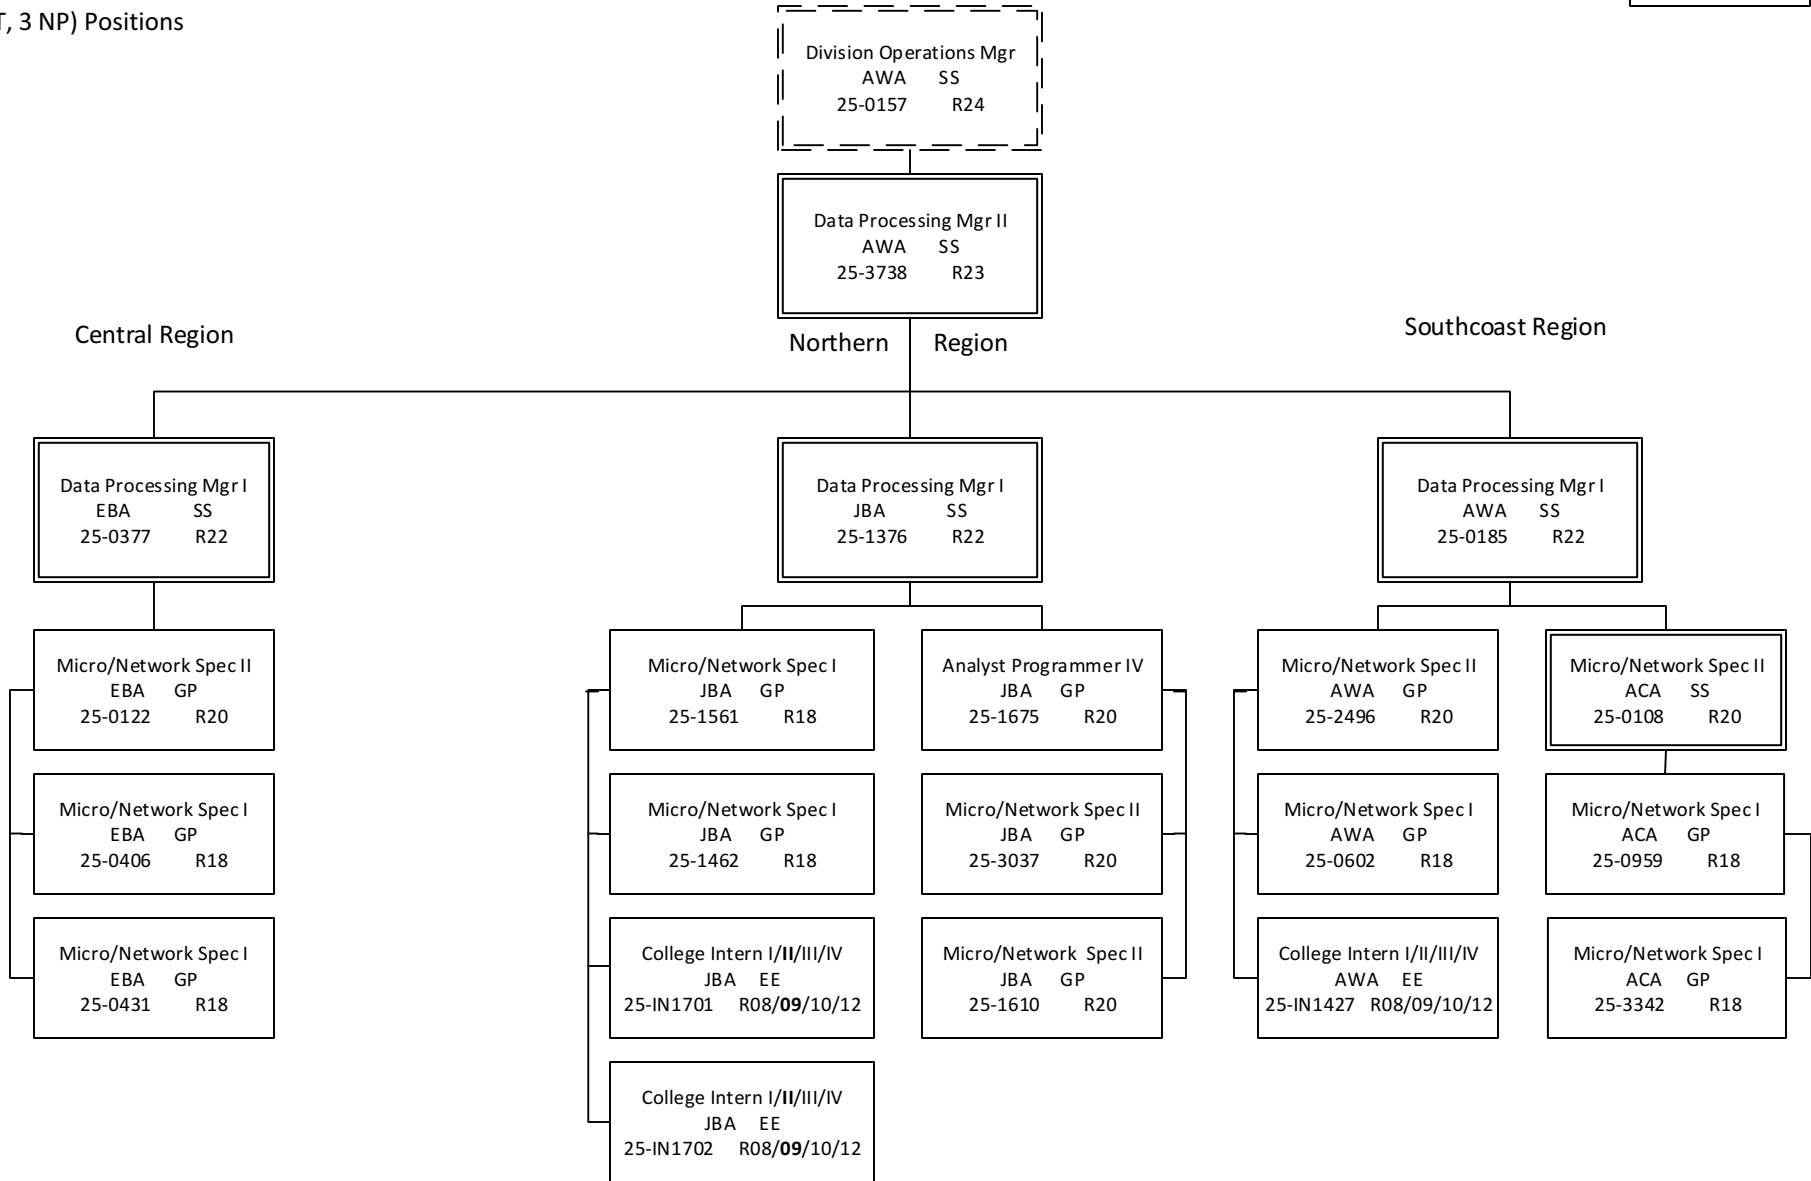 T, 3 NP) Positions
Division Operations Mgr
AWA SS
25-0157 R24
Data Processing Mgr II
AWA SS
25-3738 R23
Central Region
Northern Region
Southcoast Region
Data Processing Mgr I
EBA SS
25-0377 R22
Data Processing Mgr I
JBA SS
25-1376 R22
Data Processing Mgr I
AWA SS
25-0185 R22
Micro/Network Spec II
EBA GP
25-0122 R20
Micro/Network Spec I
EBA GP
25-0406 R18
Micro/Network Spec I
EBA GP
25-0431 R18
Micro/Network Spec I
JBA GP
25-1561 R18
Micro/Network Spec I
JBA GP
25-1462 R18
College Intern I/II/III/IV
JBA EE
25-IN1701 R08/09/10/12
College Intern I/II/III/IV
JBA EE
25-IN1702 R08/09/10/12
Analyst Programmer IV
JBA GP
25-1675 R20
Micro/Network Spec II
JBA GP
25-3037 R20
Micro/Network Spec II
JBA GP
25-1610 R20
Micro/Network Spec II
AWA GP
25-2496 R20
Micro/Network Spec I
AWA GP
25-0602 R18
College Intern I/II/III/IV
AWA EE
25-IN1427 R08/09/10/12
Micro/Network Spec II
ACA SS
25-0108 R20
Micro/Network Spec I
ACA GP
25-0959 R18
Micro/Network Spec I
ACA GP
25-3342 R18